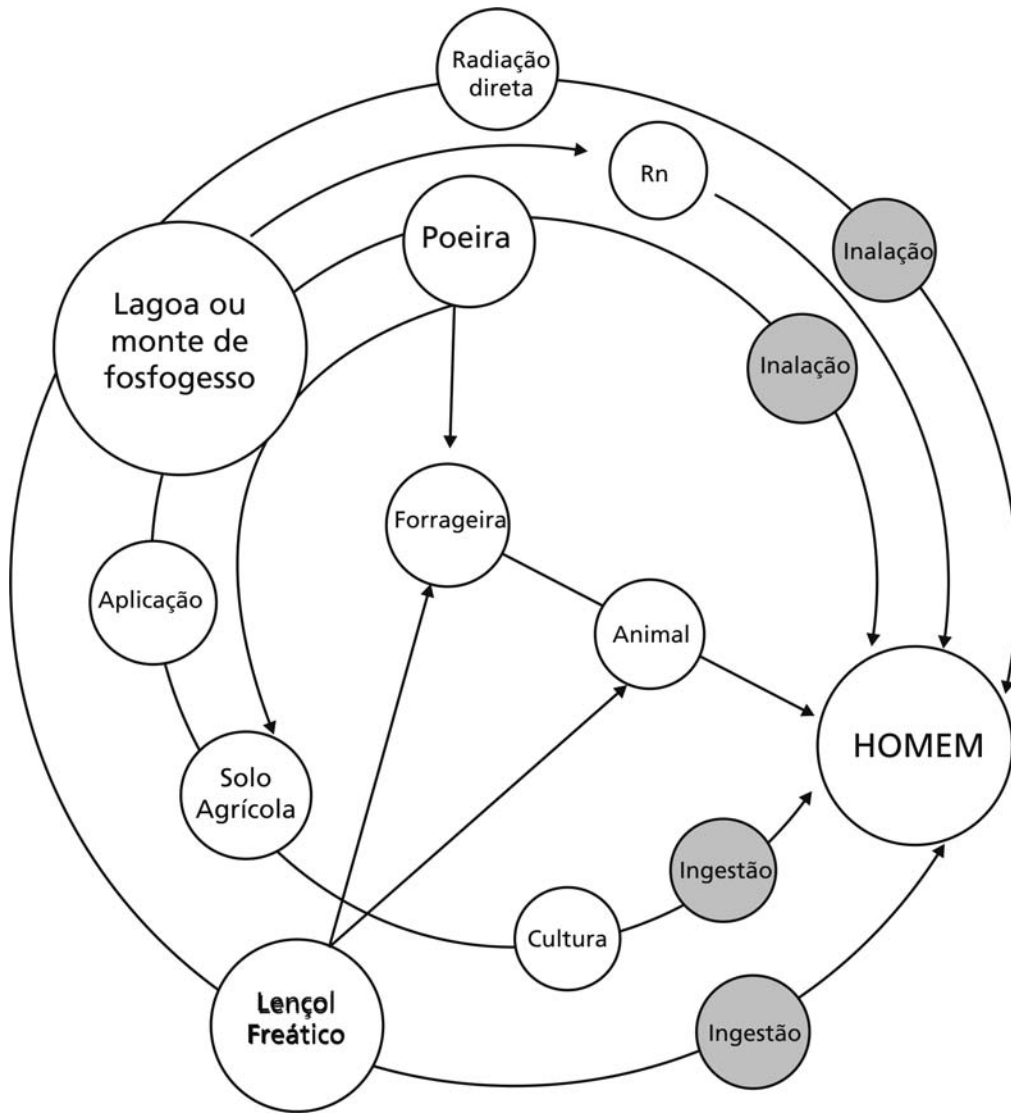 Radiação
direta
Rn
Poeira
Inalação
Lagoa ou
monte de
fosfogesso
Inalação
Forrageira
Aplicação
Animal
HOMEM
Solo
Agrícola
Ingestão
Cultura
Lençol
Freático
Ingestão